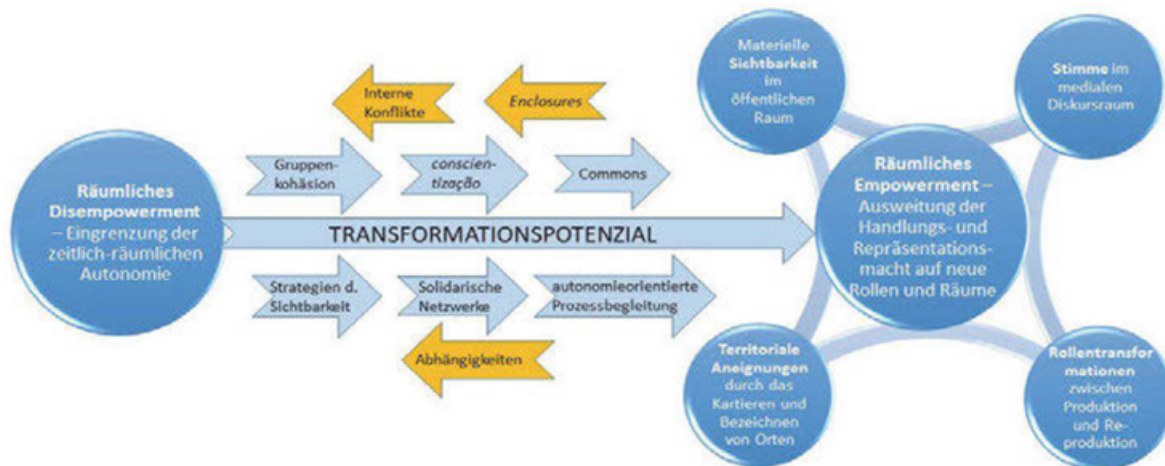 Räumliches
Disempowerment
– Eingrenzung der
zeitlich-räumlichen
Autonomie
Interne
Konflikte
Enclosures
Gruppen-
kohäsion
conscien-
tização
Commons
TRANSFORMATIONSPOTENZIAL
Strategien d.
Sichtbarkeit
Solidarische
Netzwerke
autonomieorientierte
Prozessbegleitung
Abhängigkeiten
Materielle
Sichtbarkeit
im
öffentlichen
Raum
Stimme im
medialen
Diskursraum
Räumliches
Empowerment –
Ausweitung der
Handlungs- und
Repräsentations-
macht auf neue
Rollen und Räume
Territoriale
Aneignungen
durch das
Kartieren und
Bezeichnen
von Orten
Rollentransfor
mationen
zwischen
Produktion
und Re-
produktion